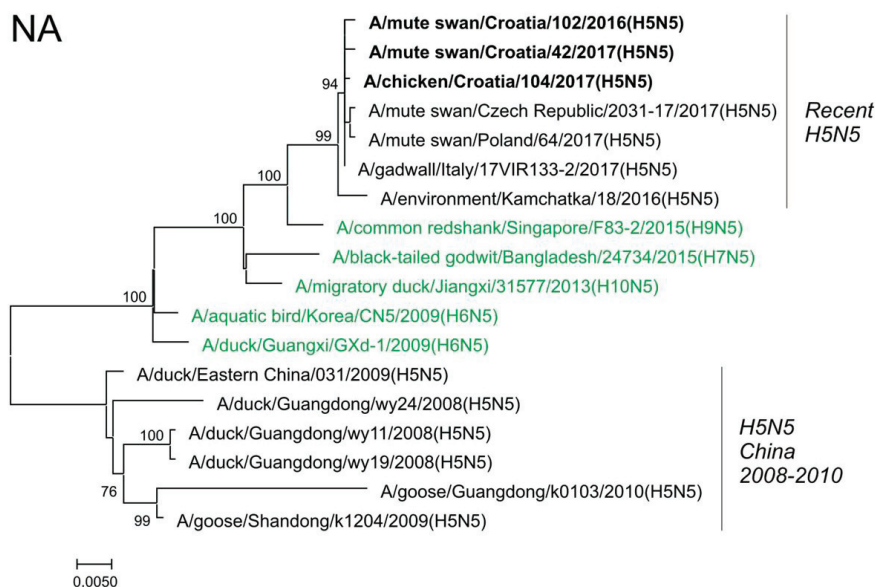 NA
A/mute swan/Croatia/102/2016(H5N5)
A/mute swan/Croatia/42/2017(H5N5)
A/chicken/Croatia/104/2017(H5N5)
94
A/mute swan/Czech Republic/2031-17/2017(H5N5)
Recent
H5N5
99
A/mute swan/Poland/64/2017(H5N5)
A/gadwall/Italy/17VIR133-2/2017(H5N5)
100
A/environment/Kamchatka/18/2016(H5N5)
100
A/common redshank/Singapore/F83-2/2015(H9N5)
A/black-tailed godwit/Bangladesh/24734/2015(H7N5)
A/migratory duck/Jiangxi/31577/2013(H10N5)
100
A/aquatic bird/Korea/CN5/2009(H6N5)
A/duck/Guangxi/GXd-1/2009(H6N5)
A/duck/Eastern China/031/2009(H5N5)
A/duck/Guangdong/wy24/2008(H5N5)
100
A/duck/Guangdong/wy11/2008(H5N5)
A/duck/Guangdong/wy19/2008(H5N5)
H5N5
China
2008-2010
76
A/goose/Guangdong/k0103/2010(H5N5)
99
A/goose/Shandong/k1204/2009(H5N5)
0.0050